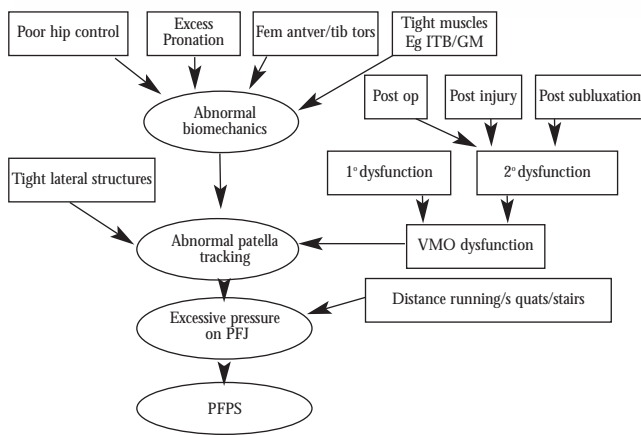 Poor hip control
Excess
Pronation
Fem antver/tib tors
Tight muscles
Eg ITB/GM
Abnormal
biomechanics
Post op
Post injury
Post subluxation
Tight lateral structures
1° dysfunction
2° dysfunction
Abnormal patella
tracking
VMO dysfunction
Excessive pressure
on PFJ
Distance running/s quats/stairs
PFPS